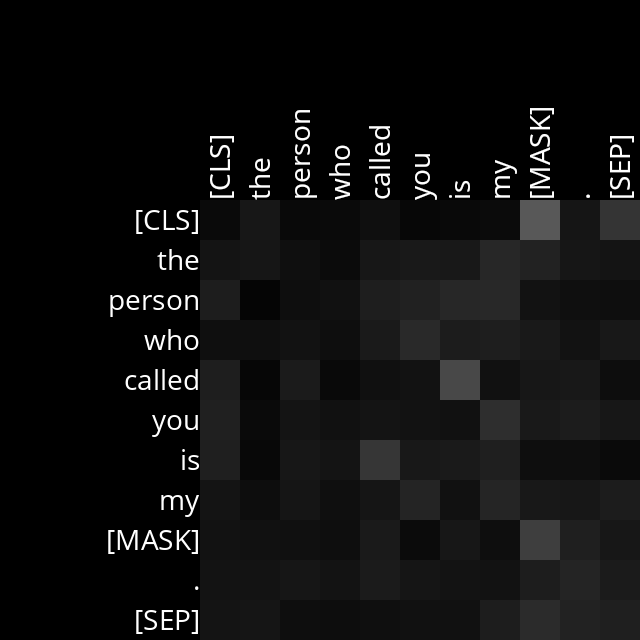 [CLS] the person who called you is my [MASK] . [SEP]
[CLS]
the
person
who
called
you
is
my
[MASK]
.
[SEP]